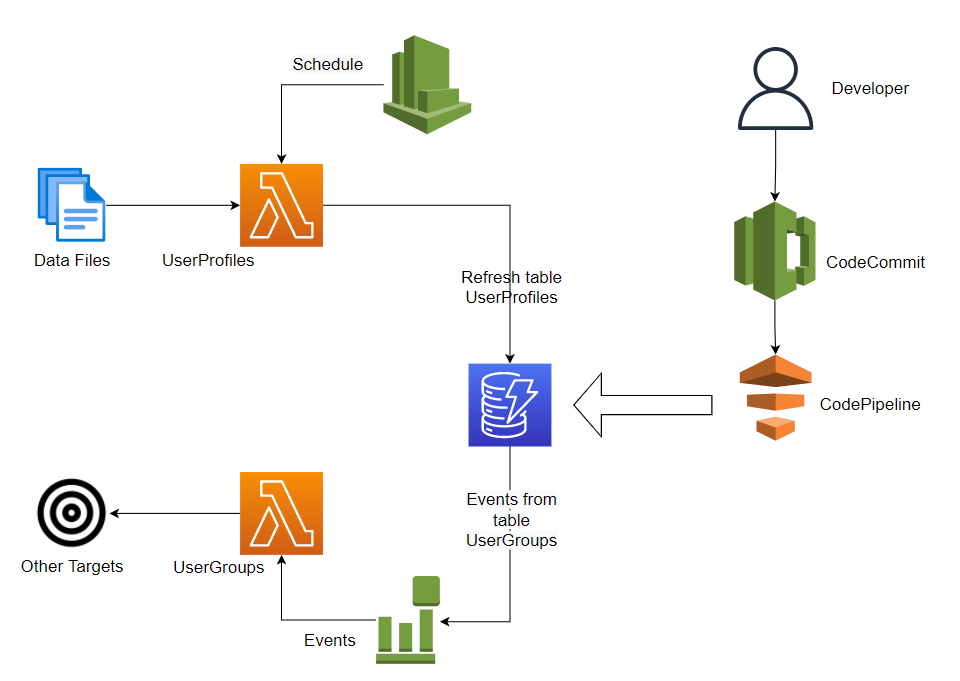 Schedule
Developer
Data Files
UserProfiles
CodeCommit
Refresh table
UserProfiles
CodePipeline
Events from
table
UserGroups
Other Targets
UserGroups
Events